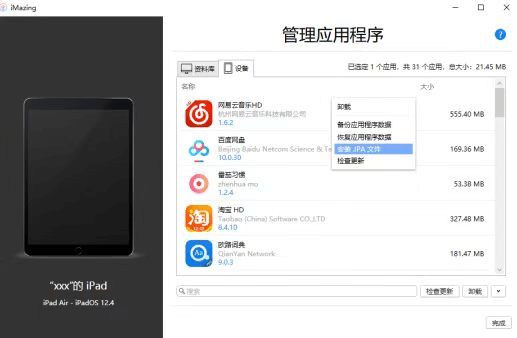 iMazing
管理应用程序
?
资料库
设备
已选定 1 个应用，共 31 个应用，总大小：21.45 MB
名称
大小
网易云音乐HD
杭州网易云音乐科技有限公司
1.6.2
555.40 MB
百度网盘
Beijing Baidu Netcom Science & Te
10.0.30
169.36 MB
番茄习惯
zhenhua mu
1.2.4
53.38 MB
淘宝 HD
Taobao (China) Software CO.,LTD
8.4.10
327.48 MB
欧路词典
QianYan Network
9.0.3
181.47 MB
卸载
备份应用程序数据
恢复应用程序数据
安装 .IPA 文件
检查更新
搜索
检查更新
卸载
完成
“xxx”的 iPad
iPad Air - iPadOS 12.4